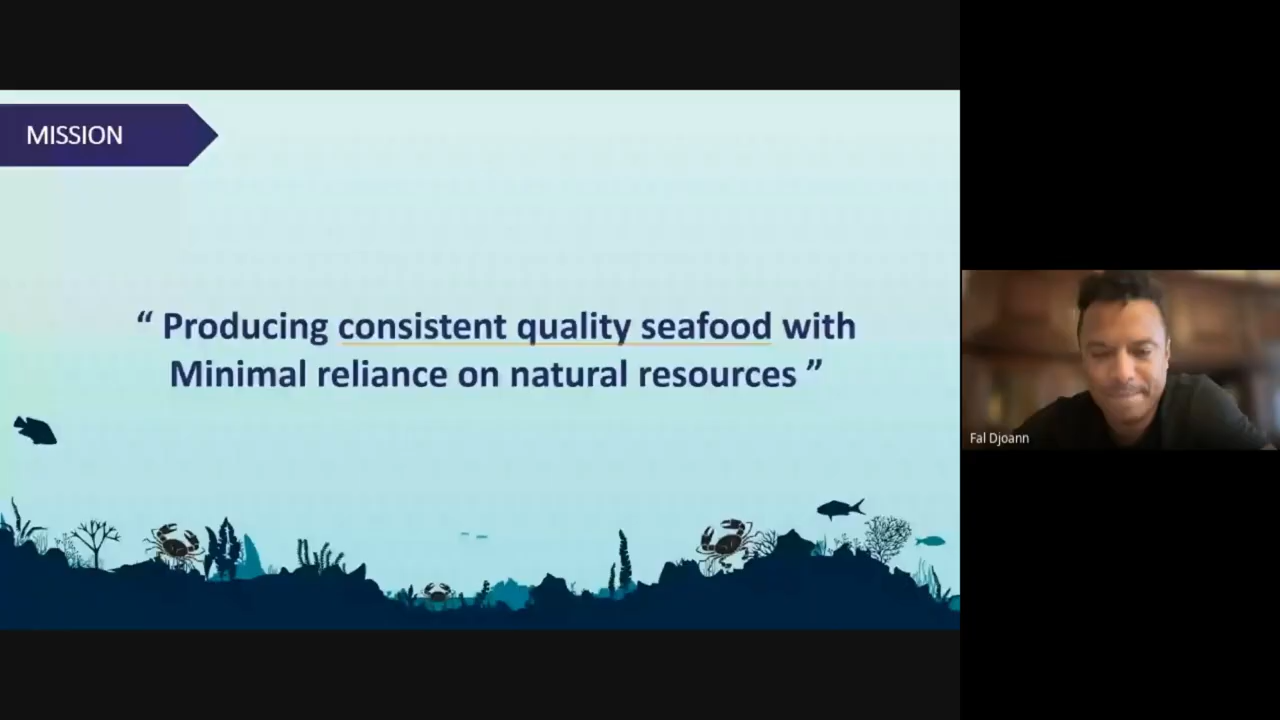 MISSION
“ Producing consistent quality seafood with
Minimal reliance on natural resources ”
Fal Djoann